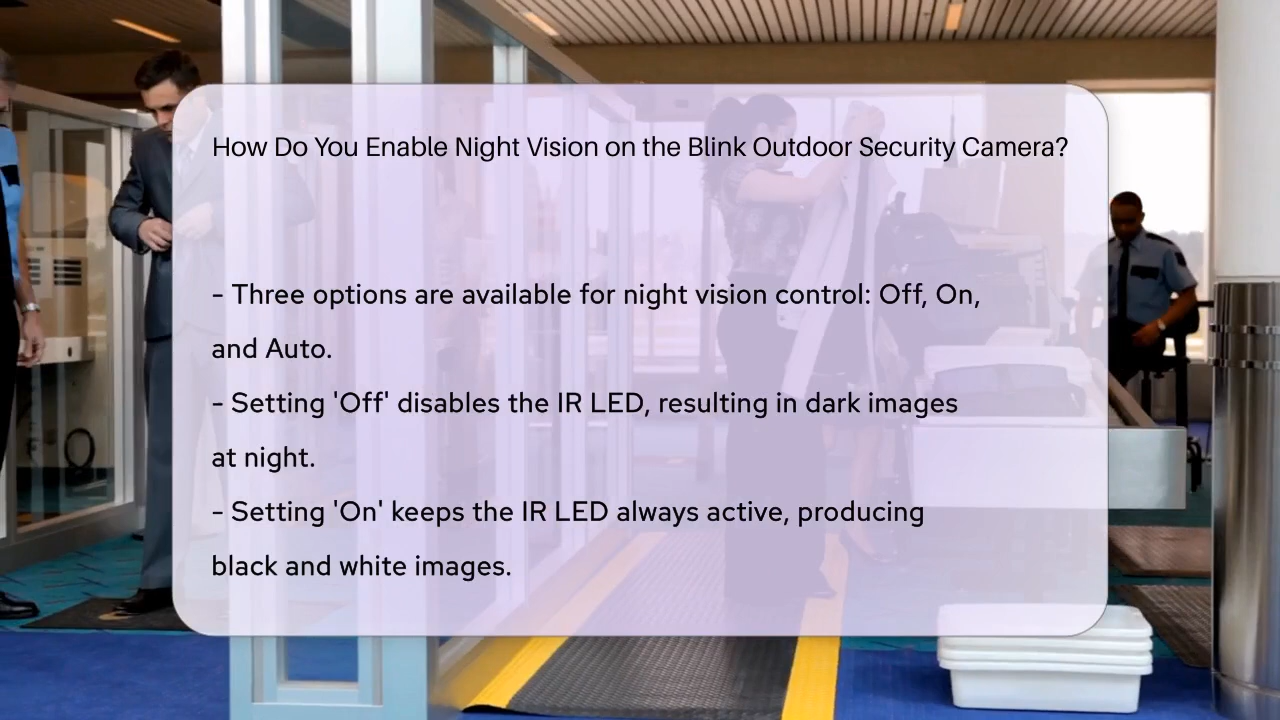 How Do You Enable Night Vision on the Blink Outdoor Security Camera?
- Three options are available for night vision control: Off, On,
and Auto.
- Setting 'Off' disables the IR LED, resulting in dark images
at night.
- Setting 'On' keeps the IR LED always active, producing
black and white images.